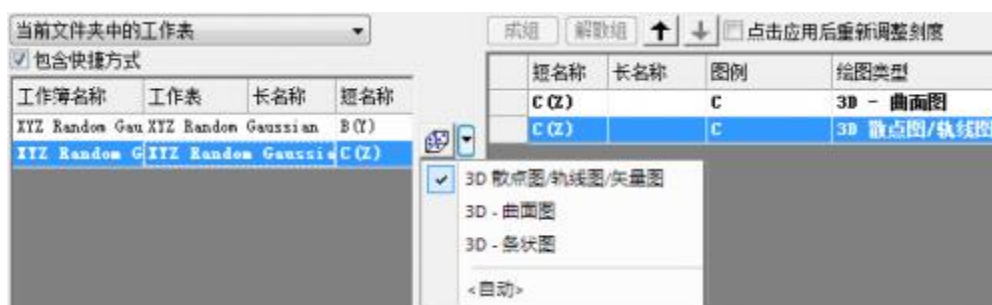 当前文件夹中的工作表
包含快捷方式
工作簿名称 工作表 长名称 短名称
XYZ Random Gau XYZ Random Gaussian B(Y)
XYZ Random G XYZ Random Gaussi C(Z)
成组 解散组 点击应用后重新调整刻度
短名称 长名称 图例 绘图类型
C(Z) C 3D - 曲面图
C(Z) C 3D 散点图/轨线图
3D 散点图/轨线图/矢量图
3D - 曲面图
3D - 条状图
<自动>